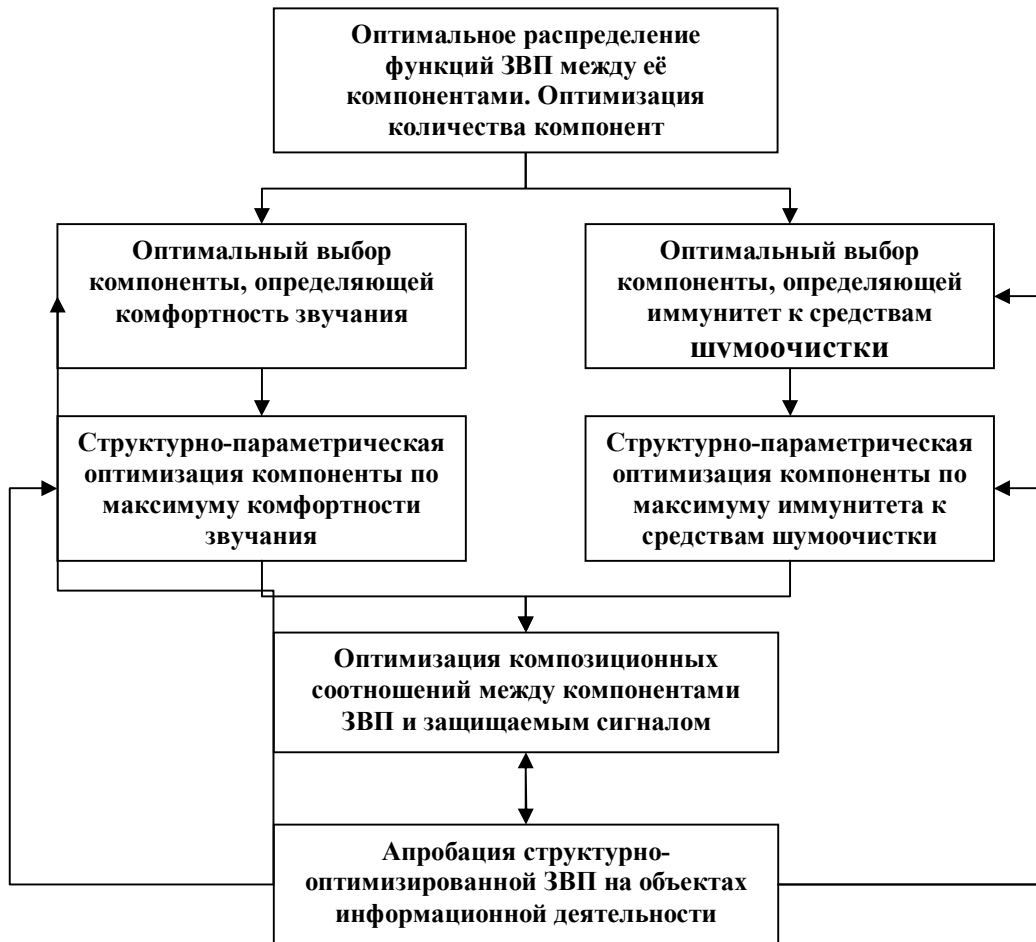 Оптимальное распределение
функций ЗВП между её
компонентами. Оптимизация
количества компонент
Оптимальный выбор
компоненты, определяющей
комфортность звучания
Оптимальный выбор
компоненты, определяющей
иммунитет к средствам
шумоочистки
Структурно-параметрическая
оптимизация компоненты по
максимуму комфортности
звучания
Структурно-параметрическая
оптимизация компоненты по
максимуму иммунитета к
средствам шумоочистки
Оптимизация композиционных
соотношений между компонентами
ЗВП и защищаемым сигналом
Апробация структурно-
оптимизированной ЗВП на объектах
информационной деятельности